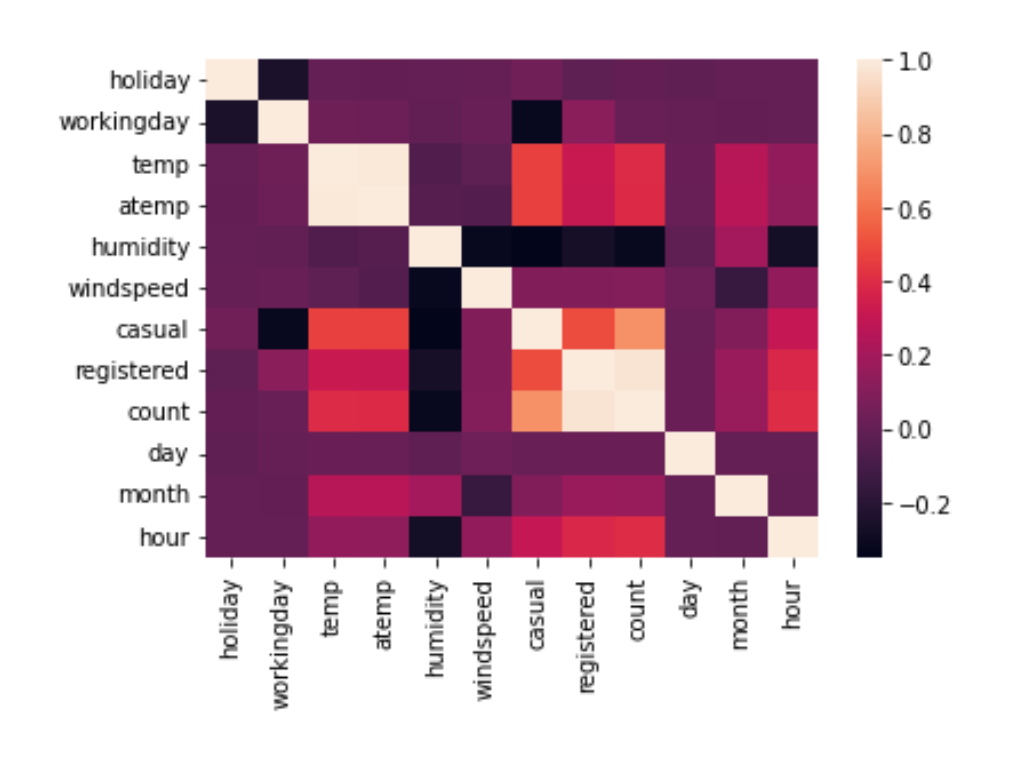 holiday
workingday
temp
atemp
humidity
windspeed
casual
registered
count
day
month
hour
holiday
workingday
temp
atemp
humidity
windspeed
casual
registered
count
day
month
hour
1.0
0.8
0.6
0.4
0.2
0.0
−0.2